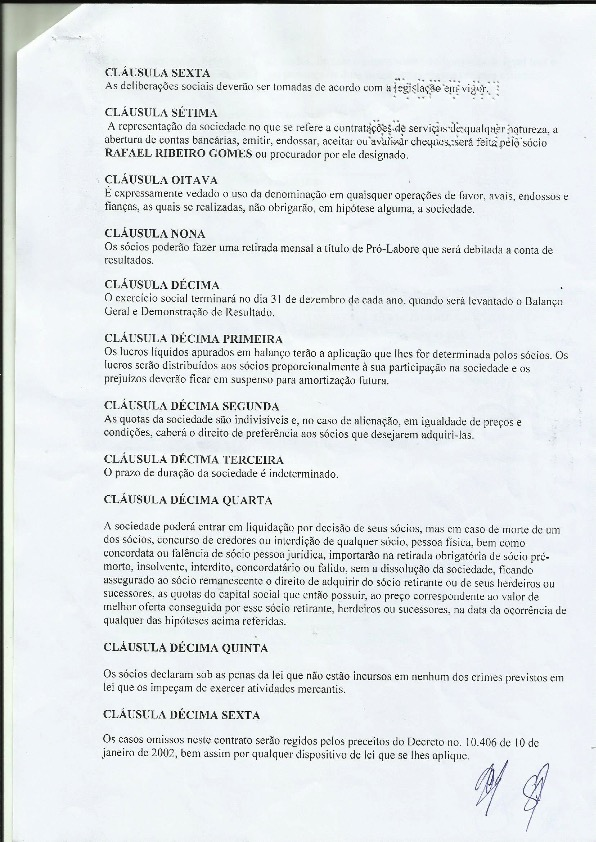 CLÁUSULA SEXTA
As deliberações sociais deverão ser tomadas de acordo com a legislação em vigor.
CLÁUSULA SÉTIMA
A representação da sociedade no que se refere a contratações de serviços de qualquer natureza, a
abertura de contas bancárias, emitir, endossar, aceitar ou avalizar cheques, será feita pelo sócio
RAFAEL RIBEIRO GOMES ou procurador por ele designado.
CLÁUSULA OITAVA
É expressamente vedado o uso da denominação em quaisquer operações de favor, avais, endossos e
fianças, as quais se realizadas, não obrigarão, em hipótese alguma, a sociedade.
CLÁUSULA NONA
Os sócios poderão fazer uma retirada mensal a título de Pró-Labore que será debitada a conta de
resultados.
CLÁUSULA DÉCIMA
O exercício social terminará no dia 31 de dezembro de cada ano, quando será levantado o Balanço
Geral e Demonstração de Resultado.
CLÁUSULA DÉCIMA PRIMEIRA
Os lucros líquidos apurados em balanço terão a aplicação que lhes for determinada pelos sócios. Os
lucros serão distribuídos aos sócios proporcionalmente à sua participação na sociedade e os
prejuízos deverão ficar em suspenso para amortização futura.
CLÁUSULA DÉCIMA SEGUNDA
As quotas da sociedade são indivisíveis e, no caso de alienação, em igualdade de preços e
condições, caberá o direito de preferência aos sócios que desejarem adquiri-las.
CLÁUSULA DÉCIMA TERCEIRA
O prazo de duração da sociedade é indeterminado.
CLÁUSULA DÉCIMA QUARTA
A sociedade poderá entrar em liquidação por decisão de seus sócios, mas em caso de morte de um
dos sócios, concurso de credores ou interdição de qualquer sócio, pessoa física, bem como
concordata ou falência de sócio pessoa jurídica, importarão na retirada obrigatória de sócio pré-
morto, insolvente, interdito, concordatário ou falido, sem a dissolução da sociedade, ficando
assegurado ao sócio remanescente o direito de adquirir do sócio retirante ou de seus herdeiros ou
sucessores, as quotas do capital social que então possuir, ao preço correspondente ao valor de
melhor oferta conseguida por esse sócio retirante, herdeiros ou sucessores, na data da ocorrência de
qualquer das hipóteses acima referidas.
CLÁUSULA DÉCIMA QUINTA
Os sócios declaram sob as penas da lei que não estão incursos em nenhum dos crimes previstos em
lei que os impeçam de exercer atividades mercantis.
CLÁUSULA DÉCIMA SEXTA
Os casos omissos neste contrato serão regidos pelos preceitos do Decreto no. 10.406 de 10 de
janeiro de 2002, bem assim por qualquer dispositivo de lei que se lhes aplique.